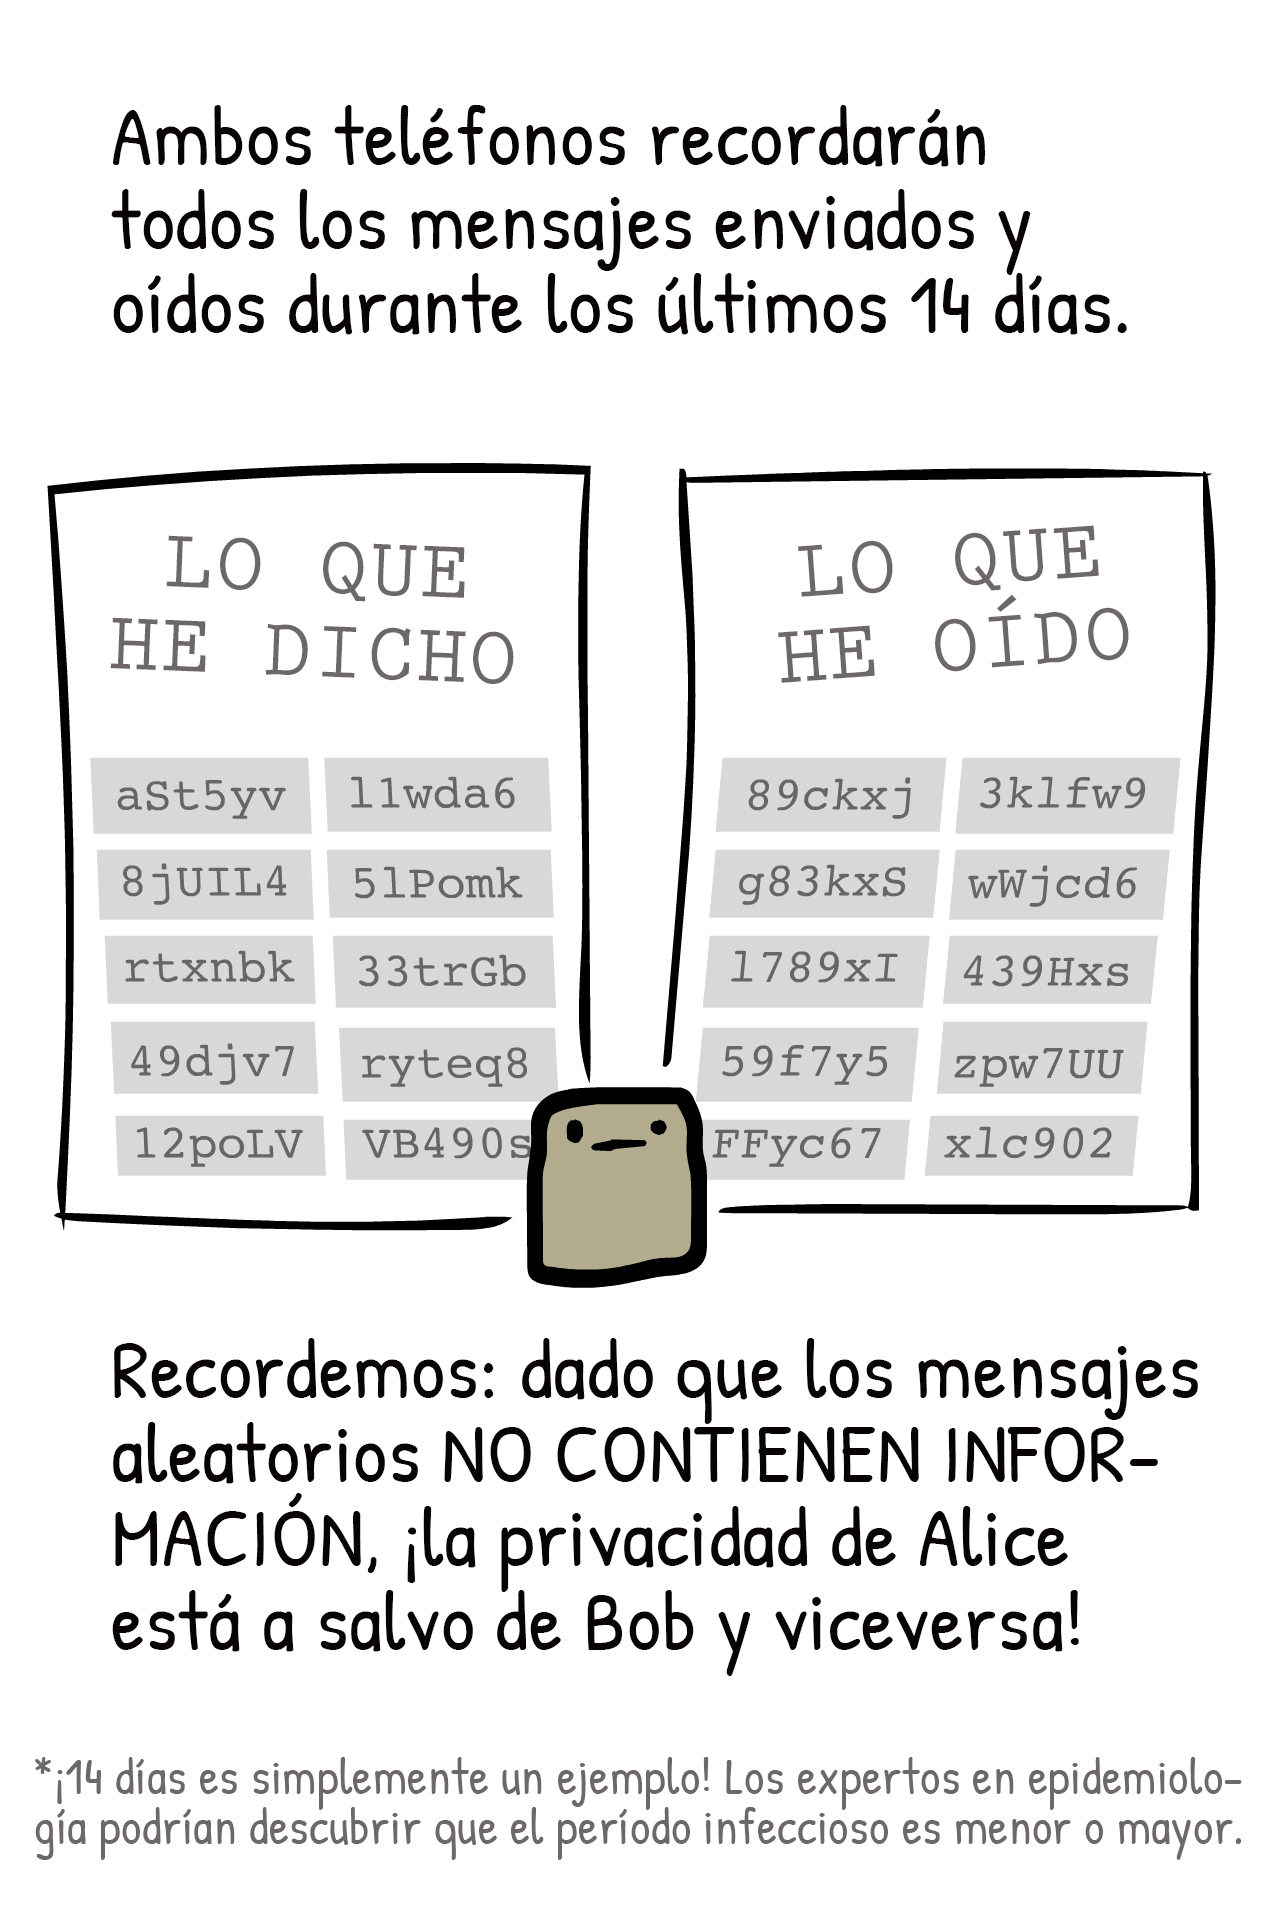 Ambos teléfonos recordarán
todos los mensajes enviados y
oídos durante los últimos 14 días.
LO QUE
HE DICHO
aSt5yv l1wda6
8jUIL4 5lPomk
rtxnbk 33trGb
49djv7 ryteq8
12poLV VB490s
LO QUE
HE OÍDO
89ckxj 3klfw9
g83kxS wWjcd6
l789xI 439Hxs
59f7y5 zpw7UU
FFyc67 xlc902
Recordemos: dado que los mensajes
aleatorios NO CONTIENEN INFOR-
MACIÓN, ¡la privacidad de Alice
está a salvo de Bob y viceversa!
*¡14 días es simplemente un ejemplo! Los expertos en epidemiolo-
gía podrían descubrir que el período infeccioso es menor o mayor.